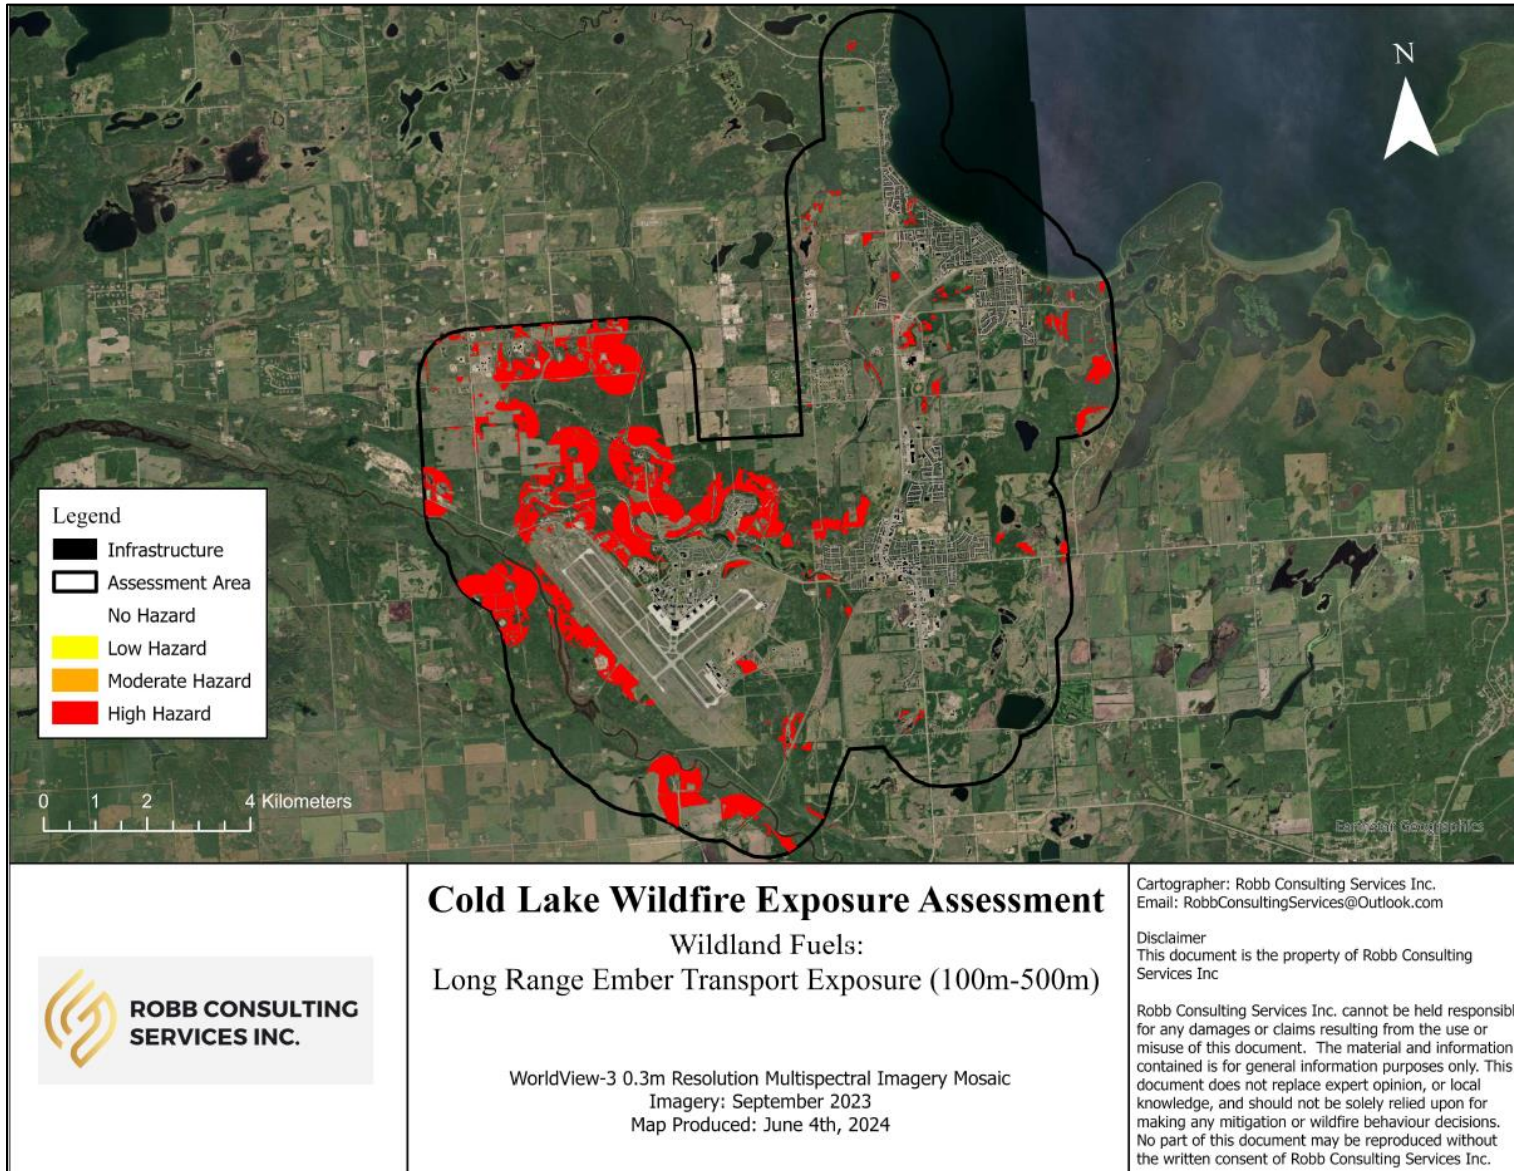 N
Legend
Infrastructure
Assessment Area
No Hazard
Low Hazard
Moderate Hazard
High Hazard
0 1 2 4 Kilometers
Earthstar Geographics
ROBB CONSULTING
SERVICES INC.
Cold Lake Wildfire Exposure Assessment
Wildland Fuels:
Long Range Ember Transport Exposure (100m-500m)
WorldView-3 0.3m Resolution Multispectral Imagery Mosaic
Imagery: September 2023
Map Produced: June 4th, 2024
Cartographer: Robb Consulting Services Inc.
Email: RobbConsultingServices@Outlook.com
Disclaimer
This document is the property of Robb Consulting
Services Inc
Robb Consulting Services Inc. cannot be held responsibl
for any damages or claims resulting from the use or
misuse of this document. The material and information
contained is for general information purposes only. This
document does not replace expert opinion, or local
knowledge, and should not be solely relied upon for
making any mitigation or wildfire behaviour decisions.
No part of this document may be reproduced without
the written consent of Robb Consulting Services Inc.